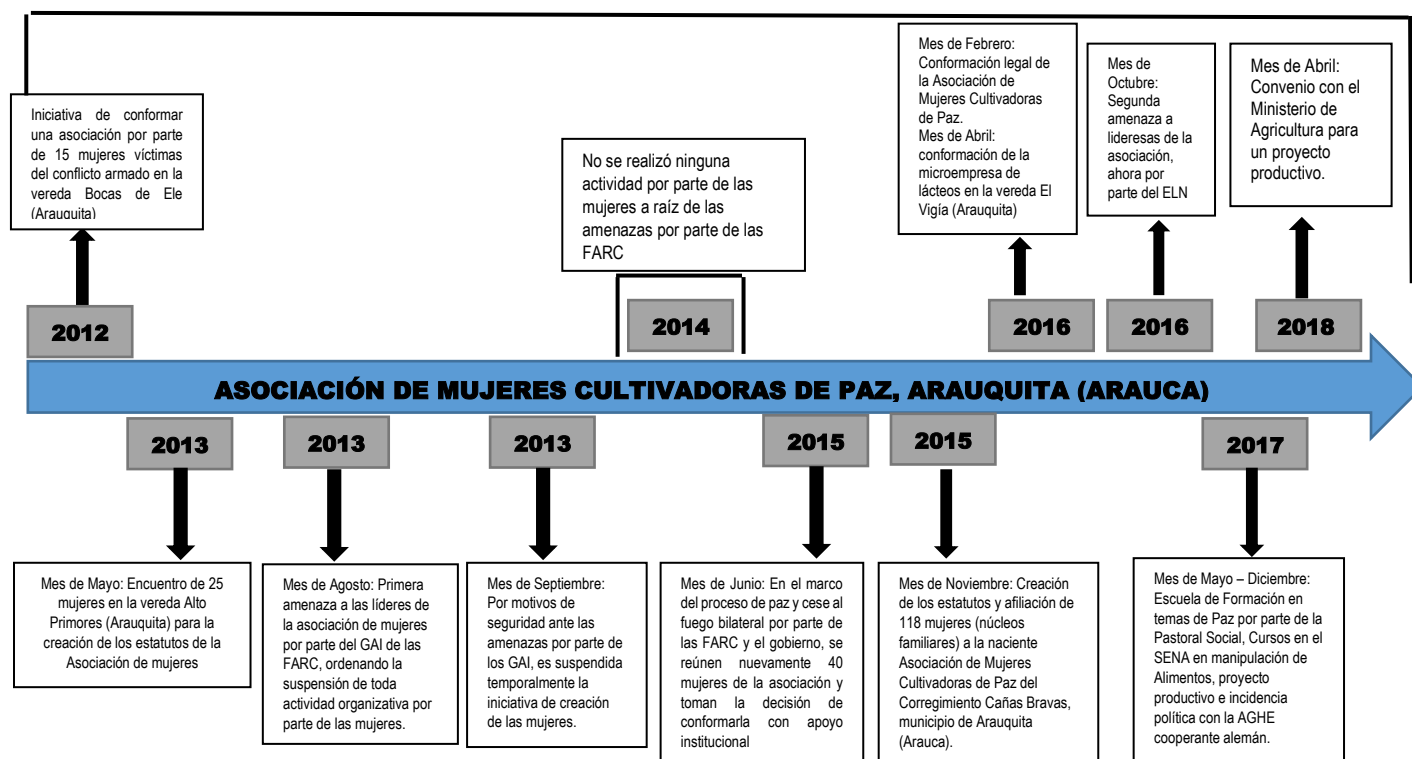 Iniciativa de conformar
una asociación por parte
de 15 mujeres víctimas
del conflicto armado en la
vereda Bocas de Ele
(Arauquita)
No se realizó ninguna
actividad por parte de las
mujeres a raíz de las
amenazas por parte de las
FARC
Mes de Febrero:
Conformación legal de
la Asociación de
Mujeres Cultivadoras
de Paz.
Mes de Abril:
conformación de la
microempresa de
lácteos en la vereda El
Vigía (Arauquita)
Mes de
Octubre:
Segunda
amenaza a
lideresas de la
asociación,
ahora por
parte del ELN
Mes de Abril:
Convenio con el
Ministerio de
Agricultura para
un proyecto
productivo.
2012
2014
2016
2016
2018
ASOCIACIÓN DE MUJERES CULTIVADORAS DE PAZ, ARAUQUITA (ARAUCA)
2013
2013
2013
2015
2015
2017
Mes de Mayo: Encuentro de 25
mujeres en la vereda Alto
Primores (Arauquita) para la
creación de los estatutos de la
Asociación de mujeres
Mes de Agosto: Primera
amenaza a las líderes de
la asociación de mujeres
por parte del GAI de las
FARC, ordenando la
suspensión de toda
actividad organizativa por
parte de las mujeres.
Mes de Septiembre:
Por motivos de
seguridad ante las
amenazas por parte de
los GAI, es suspendida
temporalmente la
iniciativa de creación
de las mujeres.
Mes de Junio: En el marco
del proceso de paz y cese al
fuego bilateral por parte de
las FARC y el gobierno, se
reúnen nuevamente 40
mujeres de la asociación y
toman la decisión de
conformarla con apoyo
institucional
Mes de Noviembre: Creación
de los estatutos y afiliación de
118 mujeres (núcleos
familiares) a la naciente
Asociación de Mujeres
Cultivadoras de Paz del
Corregimiento Cañas Bravas,
municipio de Arauquita
(Arauca).
Mes de Mayo – Diciembre:
Escuela de Formación en
temas de Paz por parte de la
Pastoral Social, Cursos en el
SENA en manipulación de
Alimentos, proyecto
productivo e incidencia
política con la AGHE
cooperante alemán.